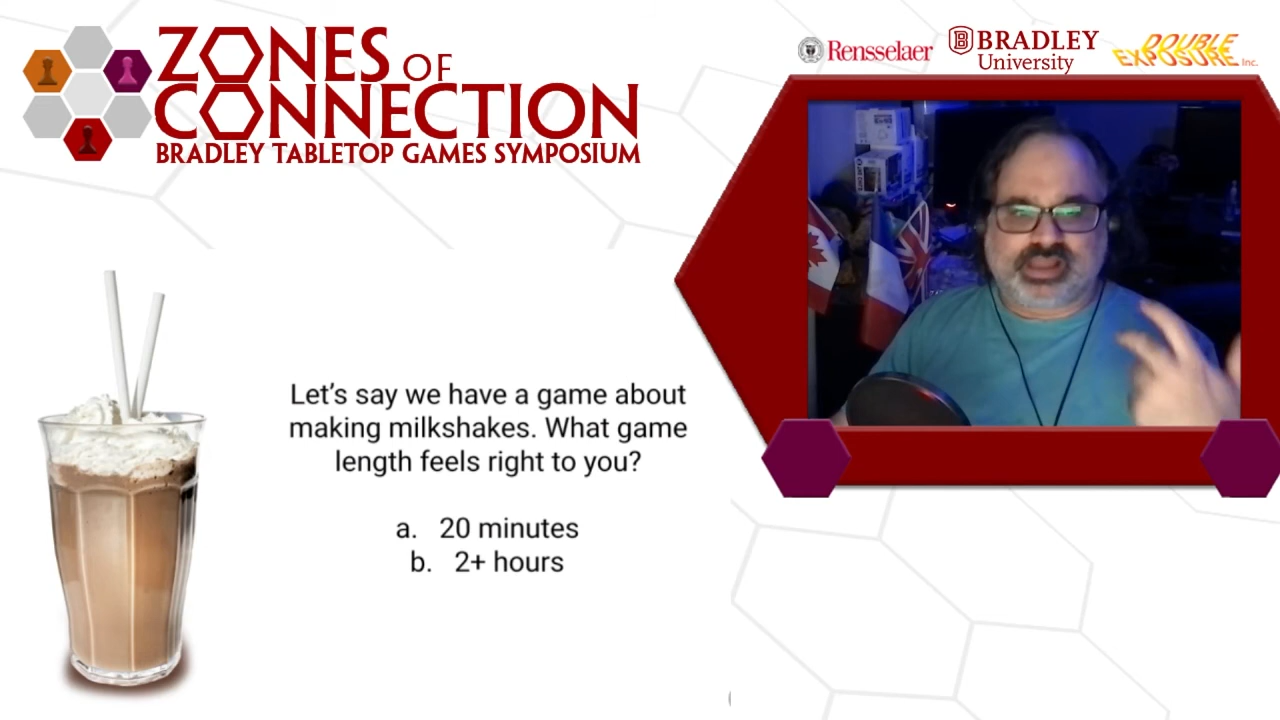 ZONES OF
CONNECTION
BRADLEY TABLETOP GAMES SYMPOSIUM
Rensselaer
BRADLEY
University
DOUBLE
EXPOSURE Inc.
Let's say we have a game about
making milkshakes. What game
length feels right to you?
a. 20 minutes
b. 2+ hours